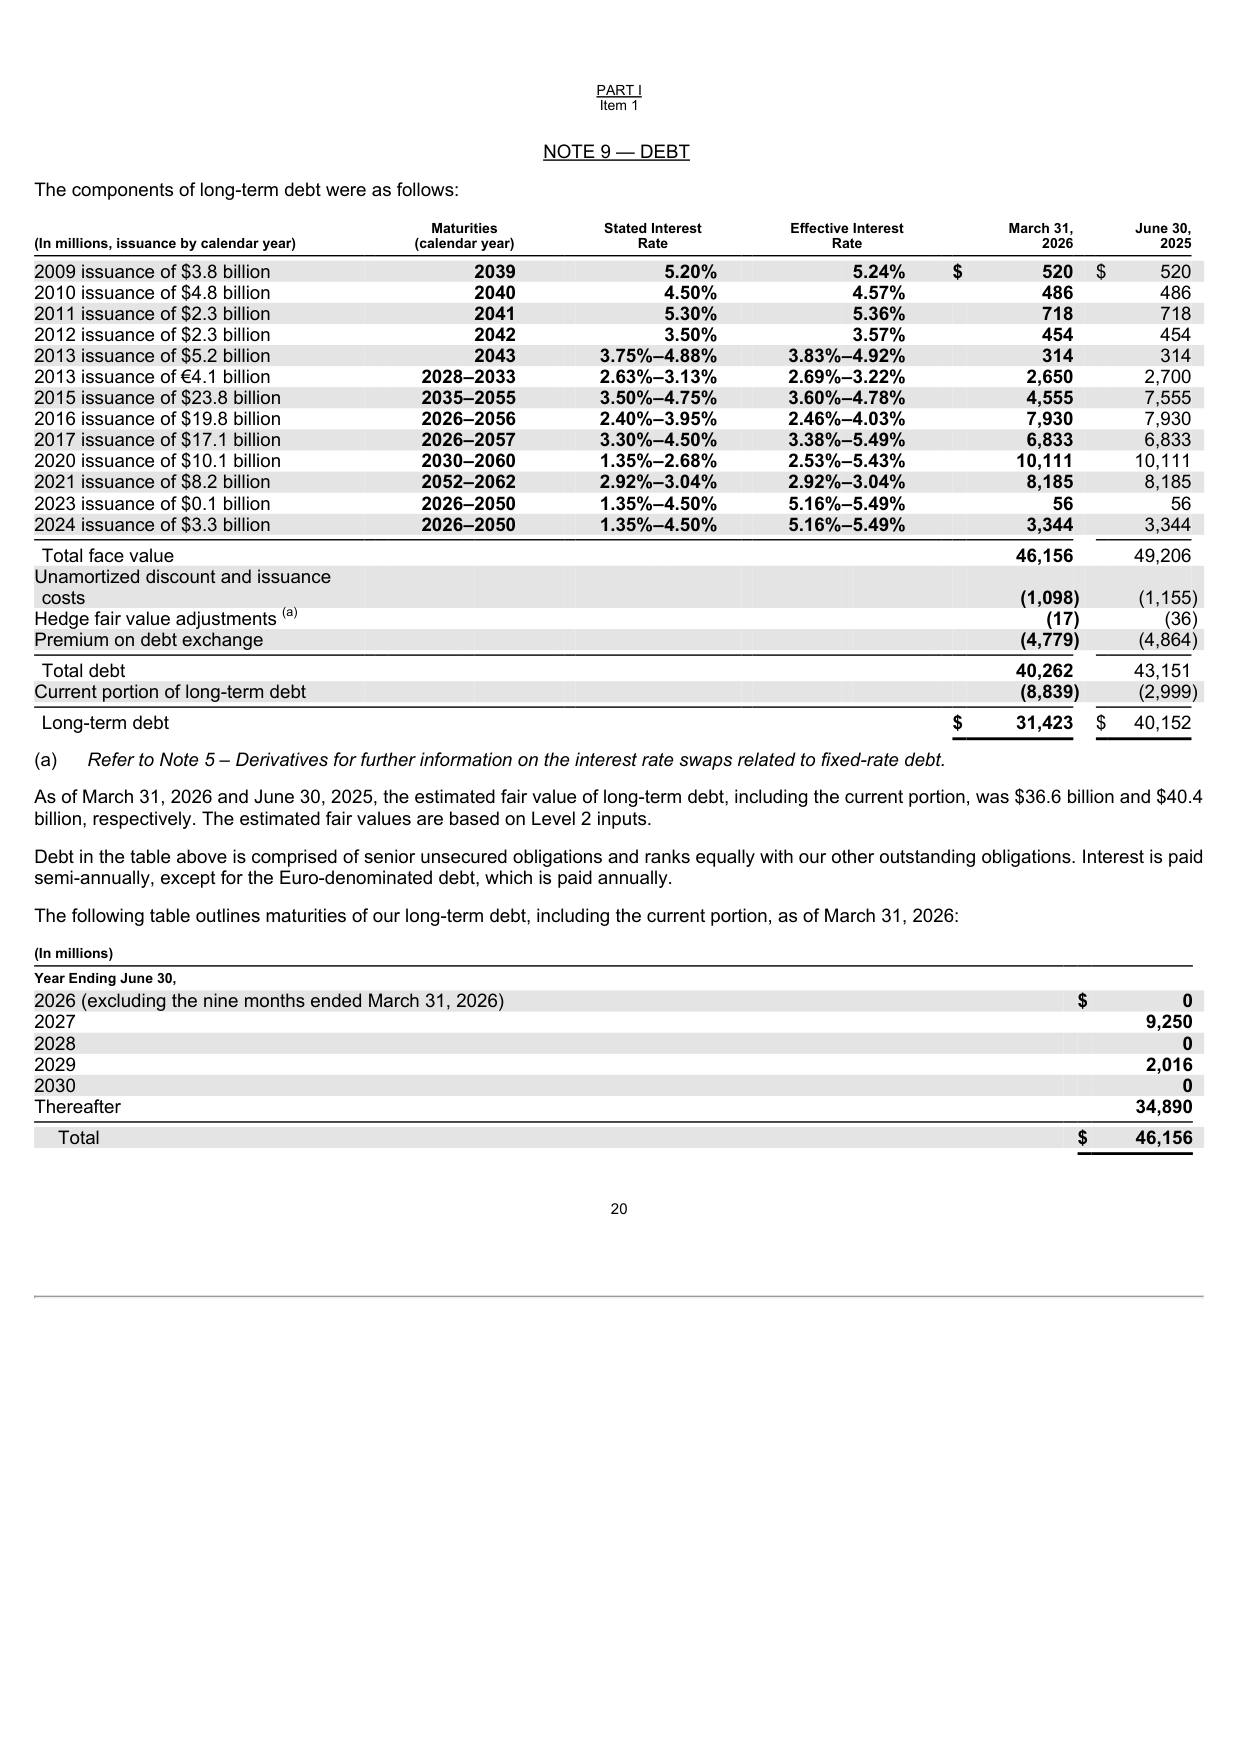 PART I
Item 1
NOTE 9 — DEBT
The components of long-term debt were as follows:
(In millions, issuance by calendar year) Maturities (calendar year) Stated Interest Rate Effective Interest Rate March 31, 2026 June 30, 2025
2009 issuance of $3.8 billion 2039 5.20% 5.24% $ 520 $ 520
2010 issuance of $4.8 billion 2040 4.50% 4.57% 486 486
2011 issuance of $2.3 billion 2041 5.30% 5.36% 718 718
2012 issuance of $2.3 billion 2042 3.50% 3.57% 454 454
2013 issuance of $5.2 billion 2043 3.75%–4.88% 3.83%–4.92% 314 314
2013 issuance of €4.1 billion 2028–2033 2.63%–3.13% 2.69%–3.22% 2,650 2,700
2015 issuance of $23.8 billion 2035–2055 3.50%–4.75% 3.60%–4.78% 4,555 7,555
2016 issuance of $19.8 billion 2026–2056 2.40%–3.95% 2.46%–4.03% 7,930 7,930
2017 issuance of $17.1 billion 2026–2057 3.30%–4.50% 3.38%–5.49% 6,833 6,833
2020 issuance of $10.1 billion 2030–2060 1.35%–2.68% 2.53%–5.43% 10,111 10,111
2021 issuance of $8.2 billion 2052–2062 2.92%–3.04% 2.92%–3.04% 8,185 8,185
2023 issuance of $0.1 billion 2026–2050 1.35%–4.50% 5.16%–5.49% 56 56
2024 issuance of $3.3 billion 2026–2050 1.35%–4.50% 5.16%–5.49% 3,344 3,344
Total face value 46,156 49,206
Unamortized discount and issuance
costs (1,098) (1,155)
Hedge fair value adjustments (a) (17) (36)
Premium on debt exchange (4,779) (4,864)
Total debt 40,262 43,151
Current portion of long-term debt (8,839) (2,999)
Long-term debt $ 31,423 $ 40,152
(a) Refer to Note 5 – Derivatives for further information on the interest rate swaps related to fixed-rate debt.
As of March 31, 2026 and June 30, 2025, the estimated fair value of long-term debt, including the current portion, was $36.6 billion and $40.4
billion, respectively. The estimated fair values are based on Level 2 inputs.
Debt in the table above is comprised of senior unsecured obligations and ranks equally with our other outstanding obligations. Interest is paid
semi-annually, except for the Euro-denominated debt, which is paid annually.
The following table outlines maturities of our long-term debt, including the current portion, as of March 31, 2026:
(In millions)
Year Ending June 30,
2026 (excluding the nine months ended March 31, 2026) $ 0
2027 9,250
2028 0
2029 2,016
2030 0
Thereafter 34,890
Total $ 46,156
20